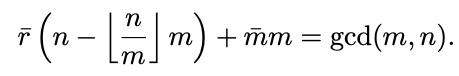 r̄ (n − ⌊n/m⌋ m) + m̄m = gcd(m, n).